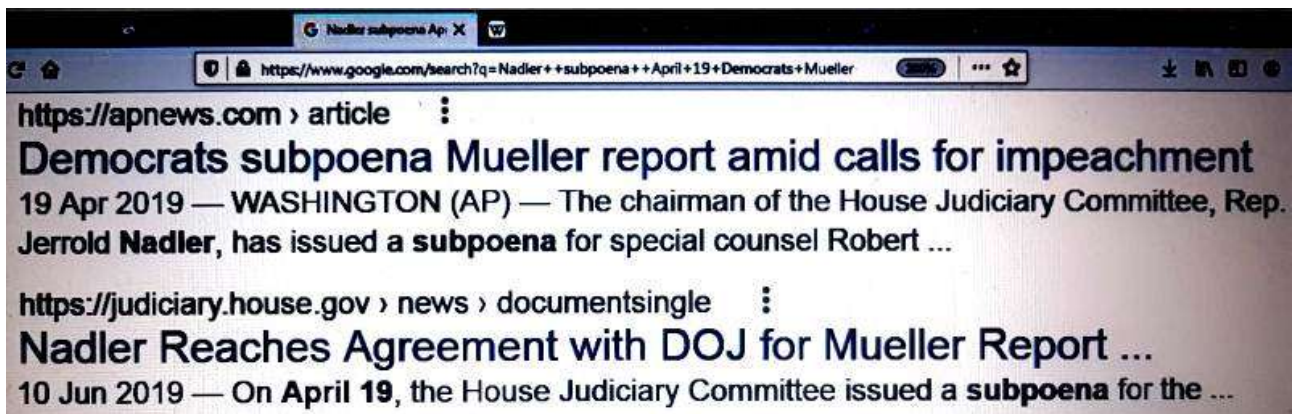 Nadler subpoena Ap
https://www.google.com/search?q=Nadler++subpoena++April+19+Democrats+Mueller
https://apnews.com › article
Democrats subpoena Mueller report amid calls for impeachment
19 Apr 2019 — WASHINGTON (AP) — The chairman of the House Judiciary Committee, Rep.
Jerrold Nadler, has issued a subpoena for special counsel Robert ...
https://judiciary.house.gov › news › documentsingle
Nadler Reaches Agreement with DOJ for Mueller Report ...
10 Jun 2019 — On April 19, the House Judiciary Committee issued a subpoena for the ...